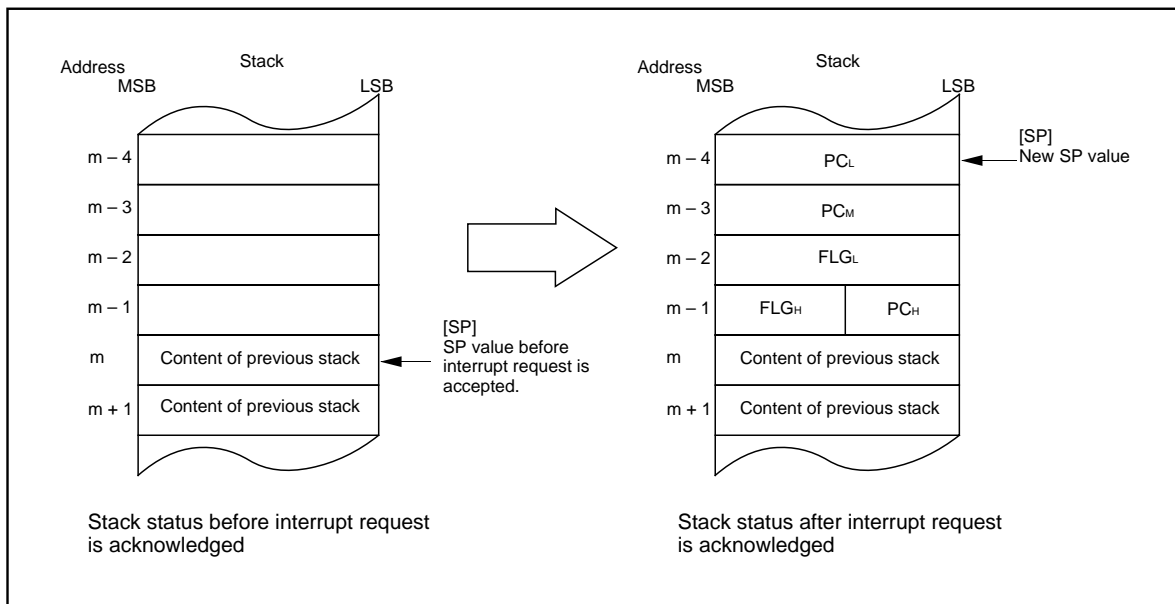 Stack
Address
MSB
LSB
m – 4
m – 3
m – 2
m – 1
m
Content of previous stack
m + 1
Content of previous stack
[SP]
SP value before
interrupt request is
accepted.
Stack status before interrupt request
is acknowledged
Stack
Address
MSB
LSB
m – 4
PCL
[SP]
New SP value
m – 3
PCM
m – 2
FLGL
m – 1
FLGH
PCH
m
Content of previous stack
m + 1
Content of previous stack
Stack status after interrupt request
is acknowledged